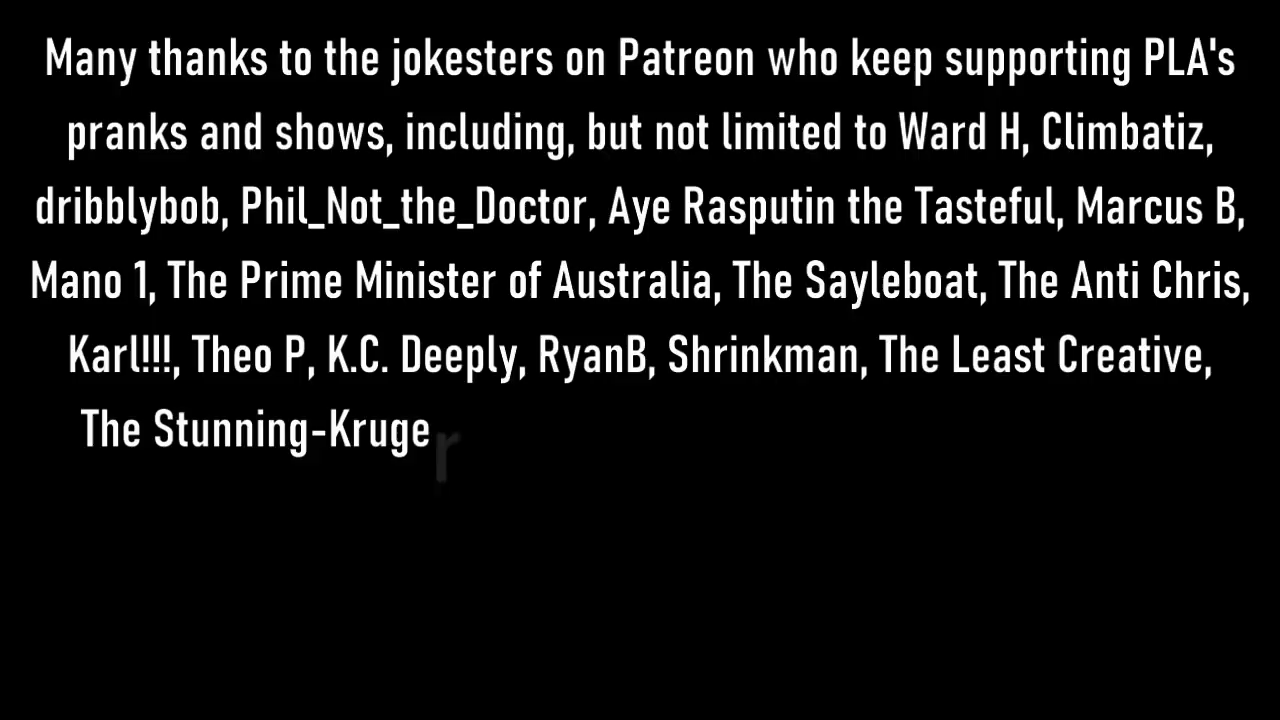 Many thanks to the jokesters on Patreon who keep supporting PLA's
pranks and shows, including, but not limited to Ward H, Climbatiz,
dribblybob, Phil_Not_the_Doctor, Aye Rasputin the Tasteful, Marcus B,
Mano 1, The Prime Minister of Australia, The Sayleboat, The Anti Chris,
Karl!!!, Theo P, K.C. Deeply, RyanB, Shrinkman, The Least Creative,
The Stunning-Kruger